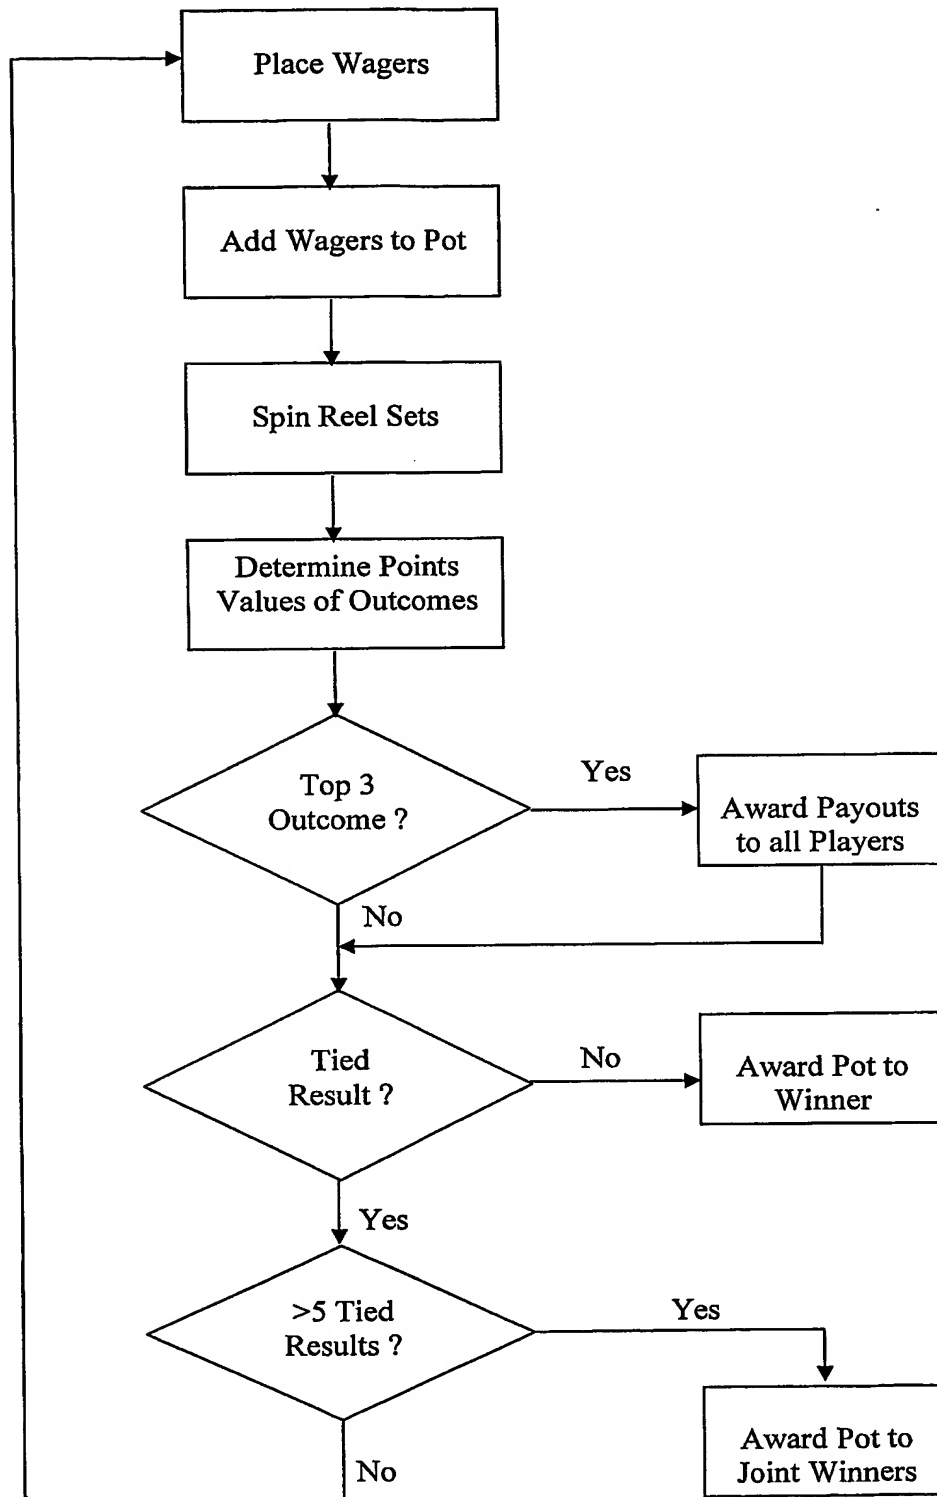 Place Wagers
Add Wagers to Pot
Spin Reel Sets
Determine Points
Values of Outcomes
Top 3
Outcome ?
Yes
Award Payouts
to all Players
No
Tied
Result ?
No
Award Pot to
Winner
Yes
>5 Tied
Results ?
Yes
Award Pot to
Joint Winners
No